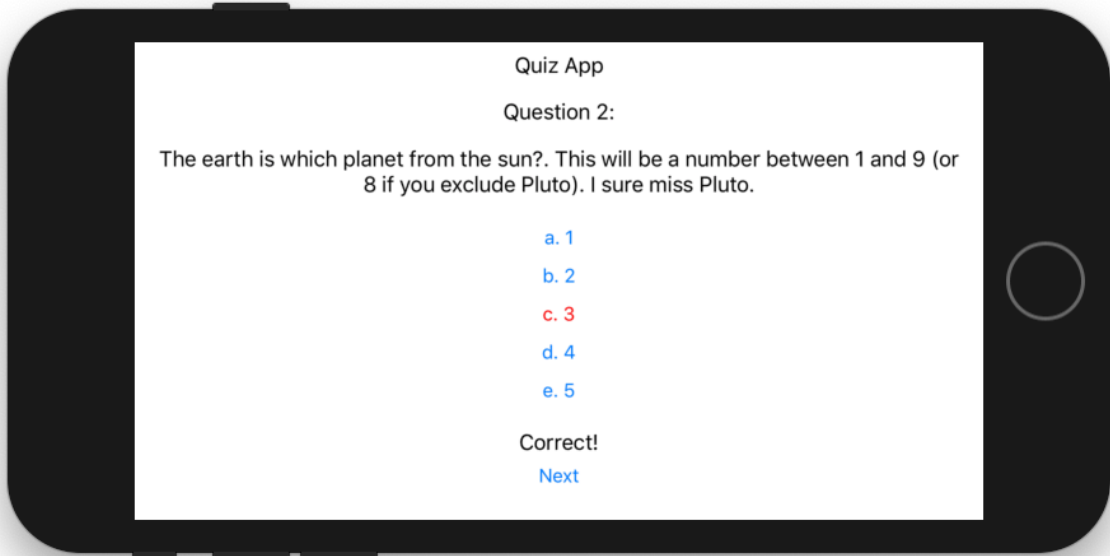 Quiz App
Question 2:
The earth is which planet from the sun?. This will be a number between 1 and 9 (or
8 if you exclude Pluto). I sure miss Pluto.
a. 1
b. 2
c. 3
d. 4
e. 5
Correct!
Next